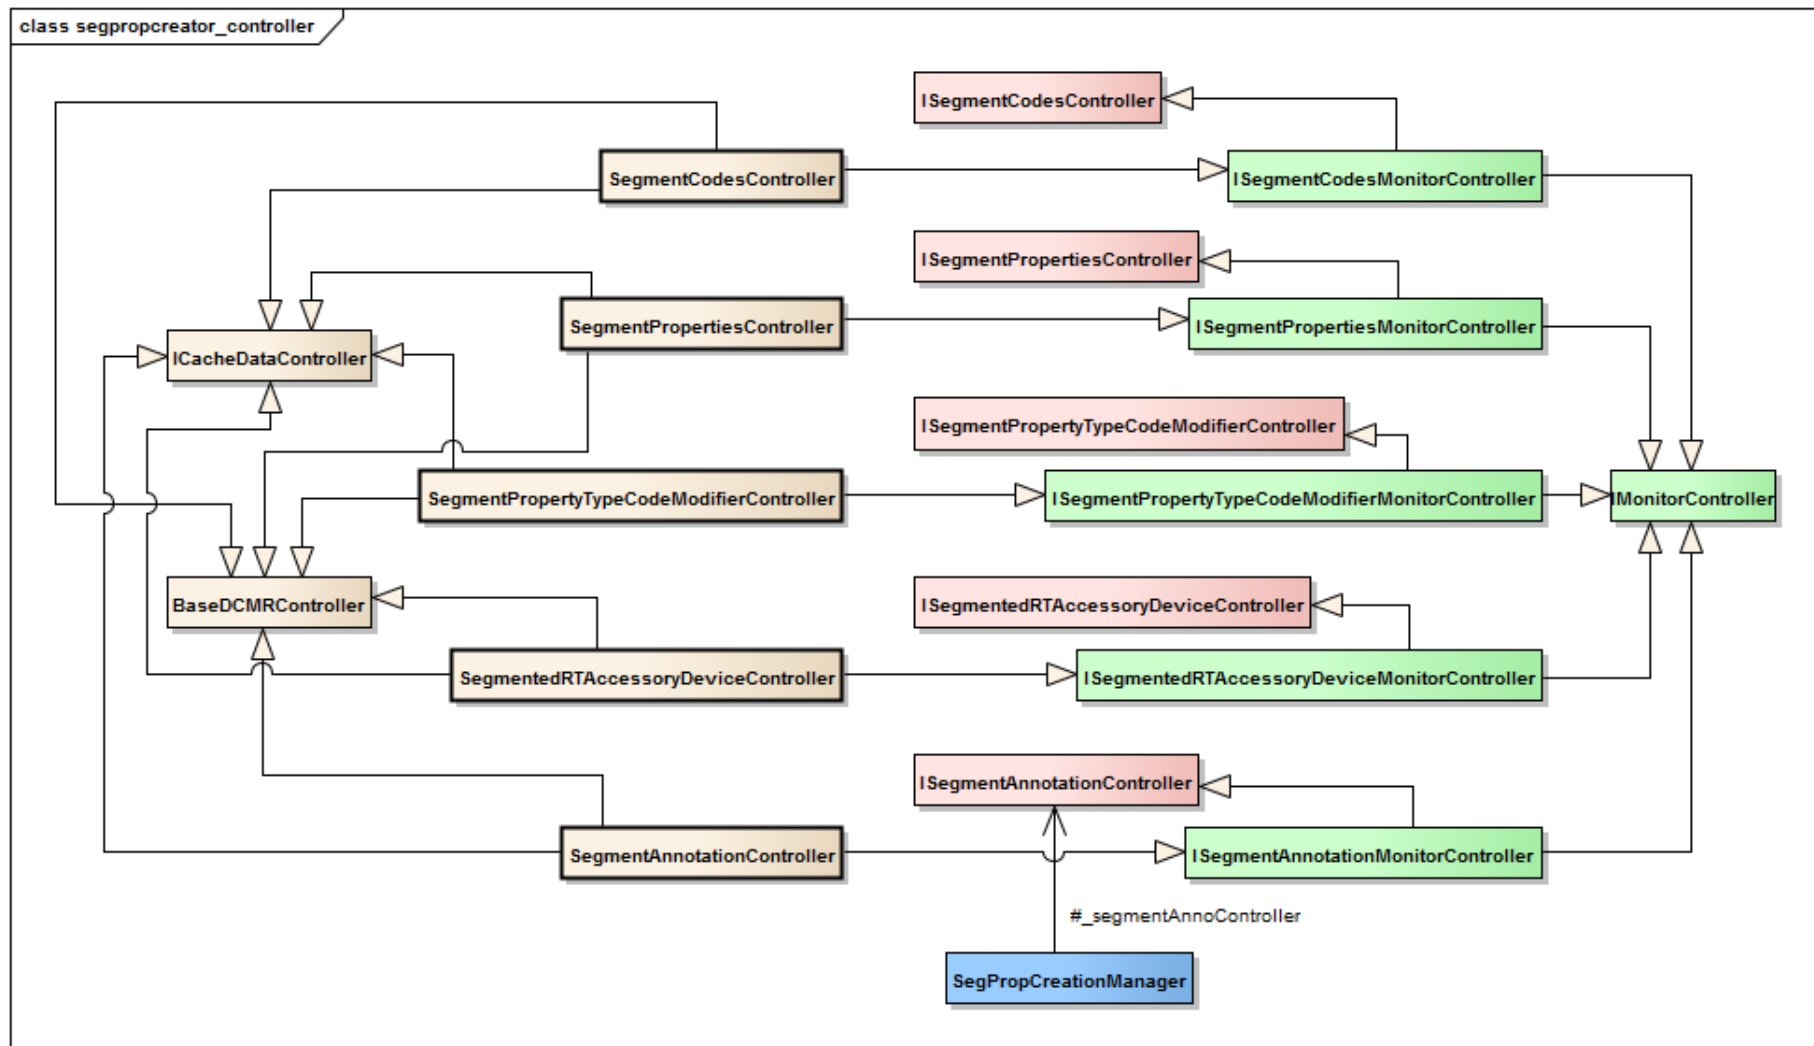 class segpropcreator_controller
ISegmentCodesController
SegmentCodesController
ISegmentCodesMonitorController
ISegmentPropertiesController
SegmentPropertiesController
ISegmentPropertiesMonitorController
ICacheDataController
ISegmentPropertyTypeCodeModifierController
SegmentPropertyTypeCodeModifierController
ISegmentPropertyTypeCodeModifierMonitorController
IMonitorController
BaseDCMRController
ISegmentedRTAccessoryDeviceController
SegmentedRTAccessoryDeviceController
ISegmentedRTAccessoryDeviceMonitorController
ISegmentAnnotationController
SegmentAnnotationController
ISegmentAnnotationMonitorController
#_segmentAnnoController
SegPropCreationManager